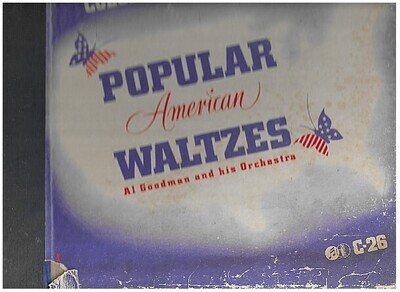 POPULAR
American
WALTZES
Al Goodman and his Orchestra
C-26